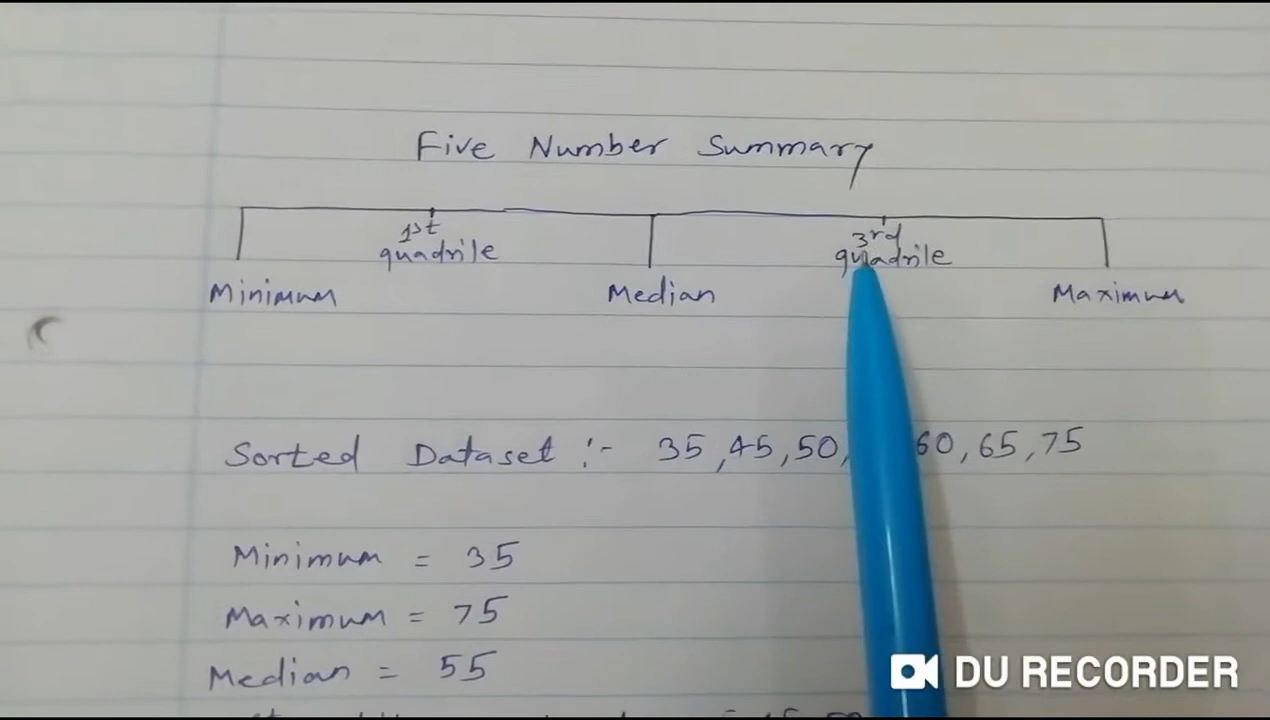 Five Number Summary
1st quadrile
3rd quadrile
Minimum Median Maximum
Sorted Dataset :- 35, 45, 50, 60, 65, 75
Minimum = 35
Maximum = 75
Median = 55
DU RECORDER